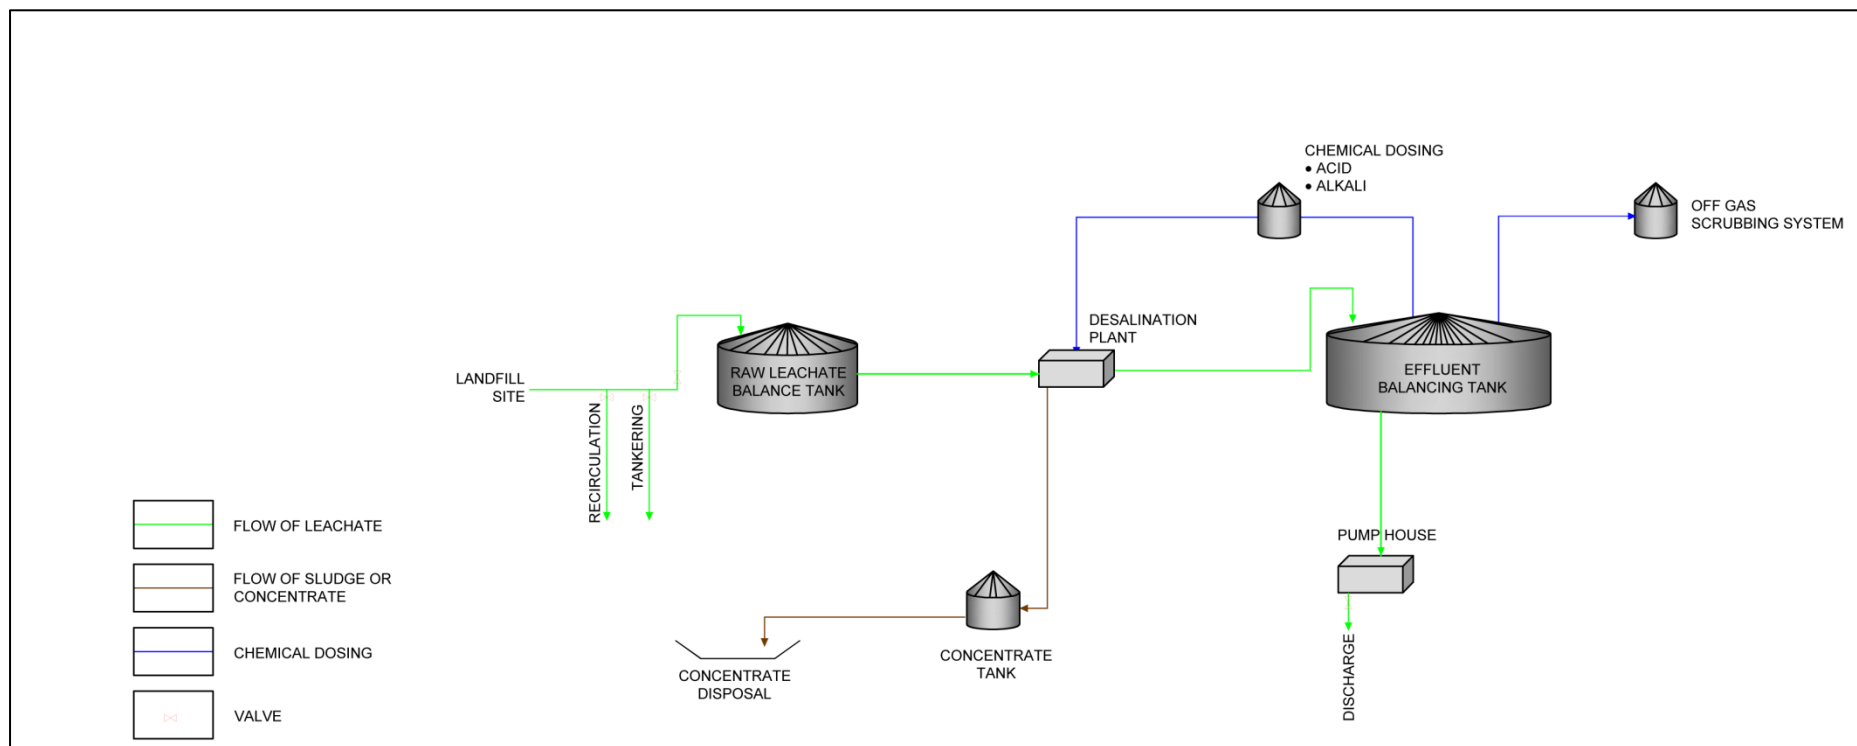 CHEMICAL DOSING
• ACID
• ALKALI
OFF GAS
SCRUBBING SYSTEM
DESALINATION
PLANT
LANDFILL
SITE
RAW LEACHATE
BALANCE TANK
EFFLUENT
BALANCING TANK
RECIRCULATION
TANKERING
FLOW OF LEACHATE
PUMP HOUSE
FLOW OF SLUDGE OR
CONCENTRATE
CHEMICAL DOSING
CONCENTRATE
TANK
CONCENTRATE
DISPOSAL
DISCHARGE
VALVE